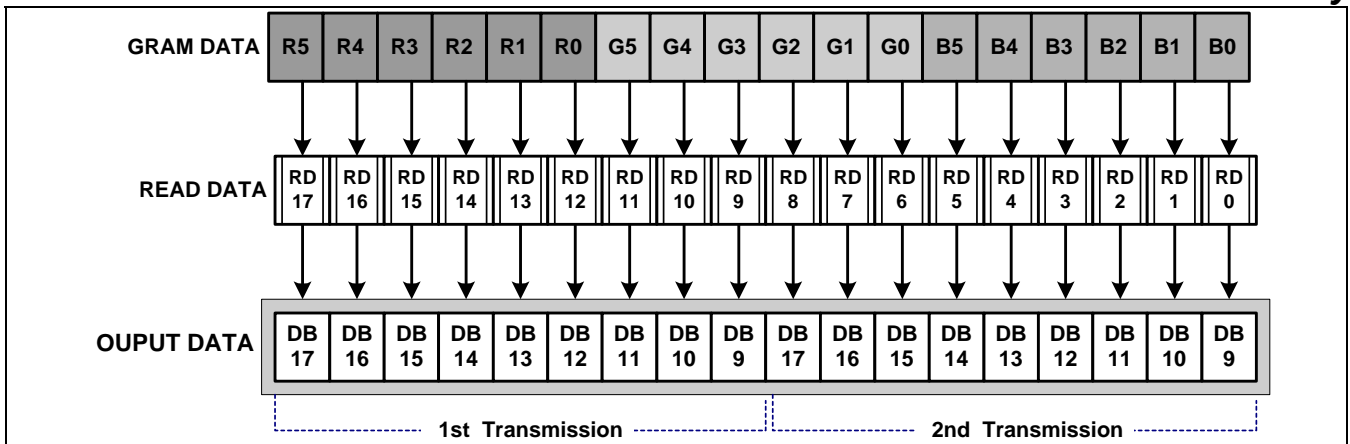 GRAM DATA R5 R4 R3 R2 R1 R0 G5 G4 G3 G2 G1 G0 B5 B4 B3 B2 B1 B0
READ DATA RD 17 RD 16 RD 15 RD 14 RD 13 RD 12 RD 11 RD 10 RD 9 RD 8 RD 7 RD 6 RD 5 RD 4 RD 3 RD 2 RD 1 RD 0
OUPUT DATA DB 17 DB 16 DB 15 DB 14 DB 13 DB 12 DB 11 DB 10 DB 9 DB 17 DB 16 DB 15 DB 14 DB 13 DB 12 DB 11 DB 10 DB 9
1st Transmission 2nd Transmission